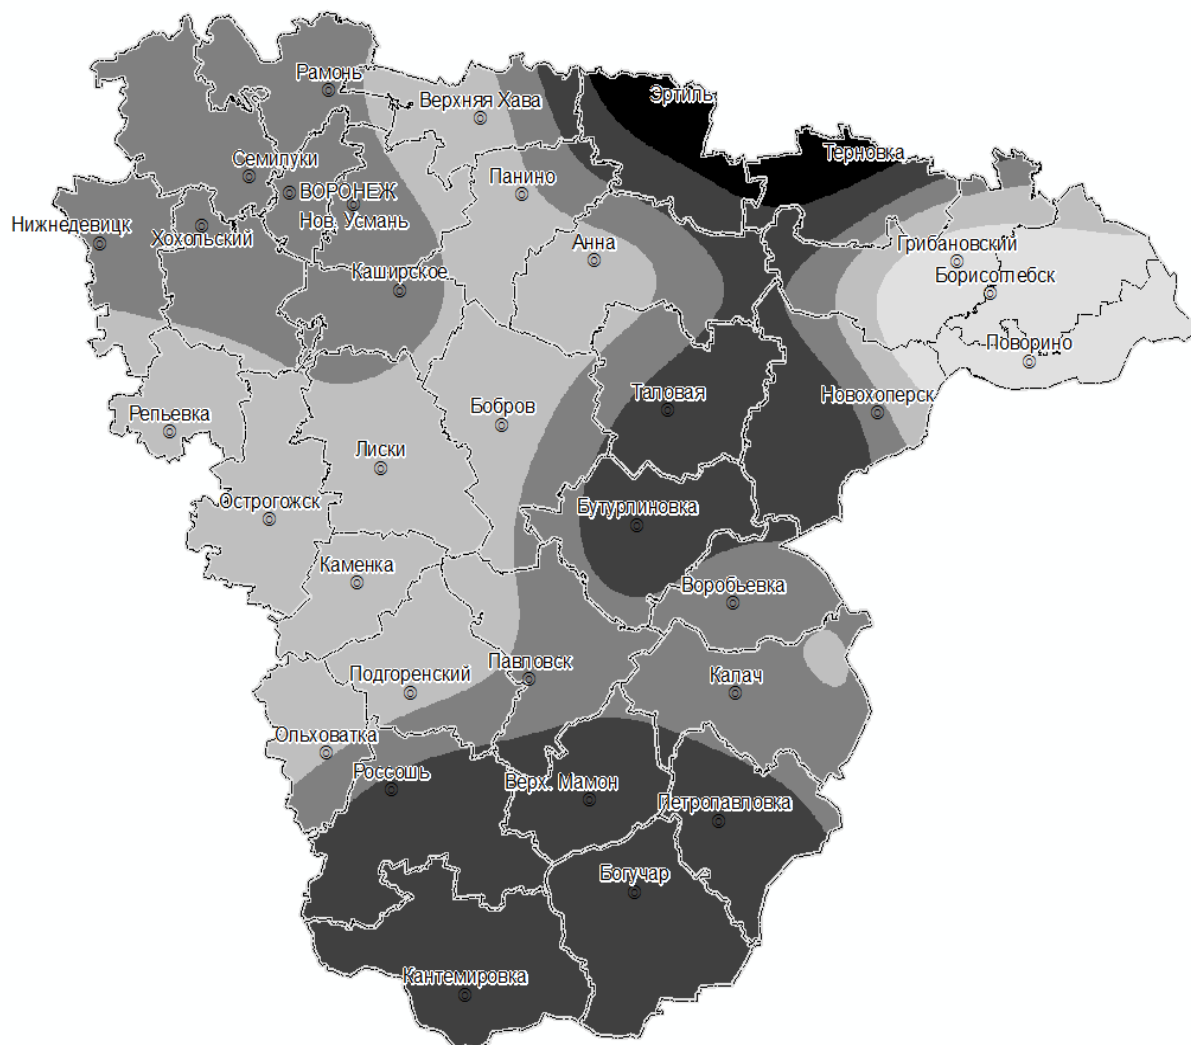 Рамонь
Эртиль
Верхняя Хава
Терновка
Семилуки
Панино
ВОРОНЕЖ
Нижнедевицк
Нов. Усмань
Хохольский
Анна
Грибановский
Каширское
Борисоглебск
Поворино
Таловая
Новохоперск
Репьевка
Бобров
Лиски
Острогожск
Бутурлиновка
Каменка
Воробьевка
Павловск
Подгоренский
Калач
Ольховатка
Россошь
Верх. Мамон
Петропавловка
Богучар
Кантемировка